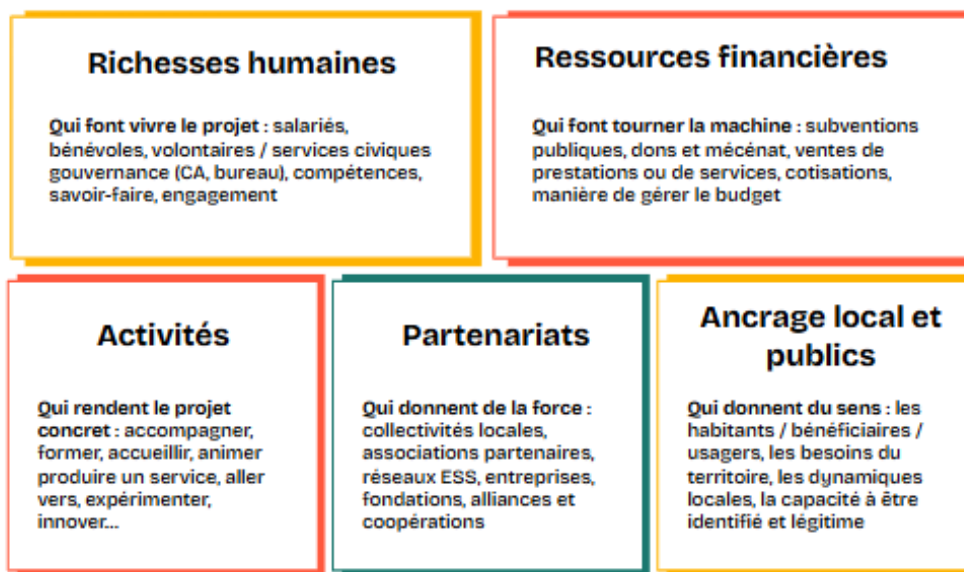 Richesses humaines
Qui font vivre le projet : salariés,
bénévoles, volontaires / services civiques
gouvernance (CA, bureau), compétences,
savoir-faire, engagement
Ressources financières
Qui font tourner la machine : subventions
publiques, dons et mécénat, ventes de
prestations ou de services, cotisations,
manière de gérer le budget
Activités
Qui rendent le projet
concret : accompagner,
former, accueillir, animer
produire un service, aller
vers, expérimenter,
innover...
Partenariats
Qui donnent de la force :
collectivités locales,
associations partenaires,
réseaux ESS, entreprises,
fondations, alliances et
coopérations
Ancrage local et
publics
Qui donnent du sens : les
habitants / bénéficiaires /
usagers, les besoins du
territoire, les dynamiques
locales, la capacité à être
identifié et légitime